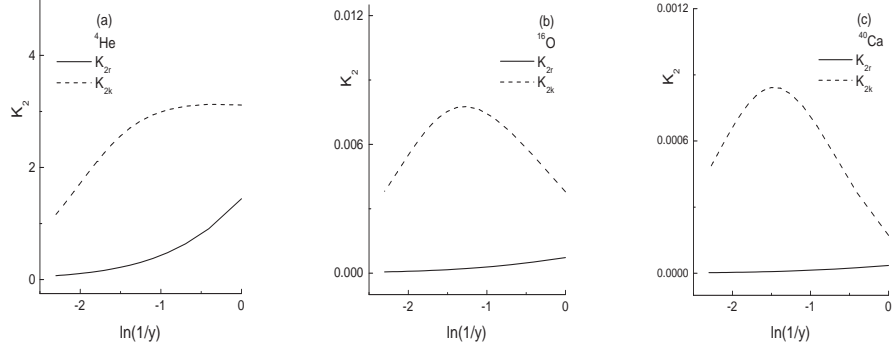 (a)
⁴He
K₂ᵣ
K₂ₖ
4
2
0
K₂
-2
-1
0
ln(1/y)
(b)
¹⁶O
K₂ᵣ
K₂ₖ
0.012
0.006
0.000
K₂
-2
-1
0
ln(1/y)
(c)
⁴⁰Ca
K₂ᵣ
K₂ₖ
0.0012
0.0006
0.0000
K₂
-2
-1
0
ln(1/y)